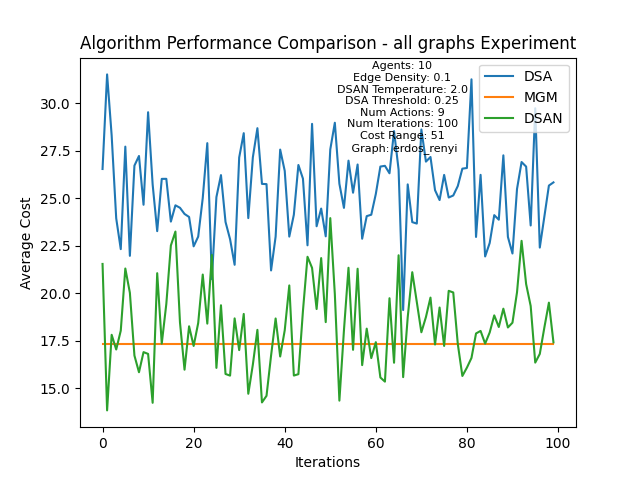 Algorithm Performance Comparison - all graphs Experiment
Agents: 10
Edge Density: 0.1
DSAN Temperature: 2.0
DSA Threshold: 0.25
Num Actions: 9
Num Iterations: 100
Cost Range: 51
Graph: erdos_renyi
DSA
MGM
DSAN
Average Cost
30.0
27.5
25.0
22.5
20.0
17.5
15.0
0 20 40 60 80 100
Iterations